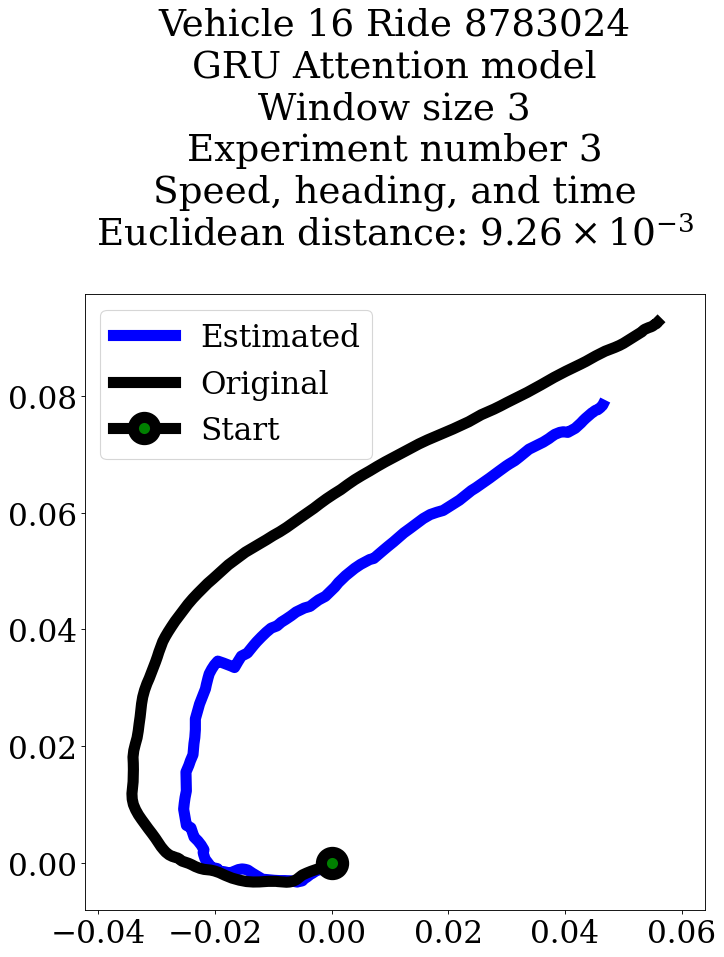 Vehicle 16 Ride 8783024
GRU Attention model
Window size 3
Experiment number 3
Speed, heading, and time
Euclidean distance: 9.26 × 10⁻³
Estimated
Original
Start
0.08
0.06
0.04
0.02
0.00
−0.04 −0.02 0.00 0.02 0.04 0.06